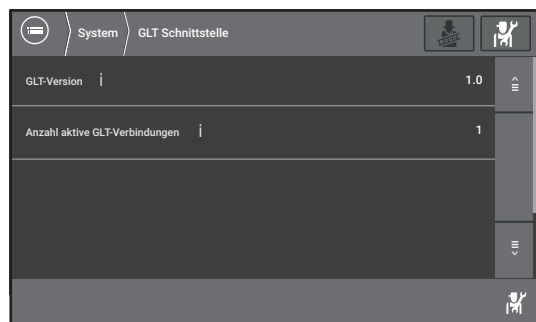 System GLT Schnittstelle
GLT-Version i 1.0
Anzahl aktive GLT-Verbindungen i 1